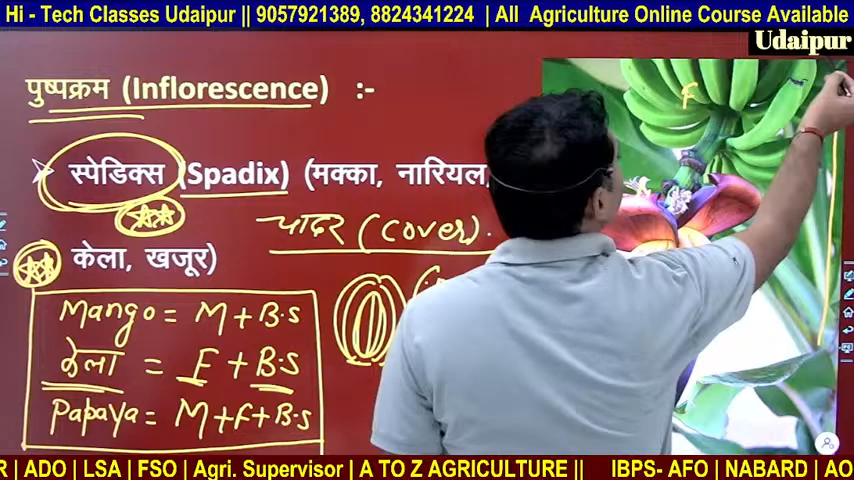 Hi - Tech Classes Udaipur || 9057921389, 8824341224 | All Agriculture Online Course Available
Udaipur
पुष्पक्रम (Inflorescence) :-
स्पेडिक्स (Spadix) (मक्का, नारियल,
चादर (Cover).
केला, खजूर)
Mango = M + B.S
केला = F + B.S
Papaya = M + F + B.S
F
R | ADO | LSA | FSO | Agri. Supervisor | A TO Z AGRICULTURE || IBPS- AFO | NABARD | AO